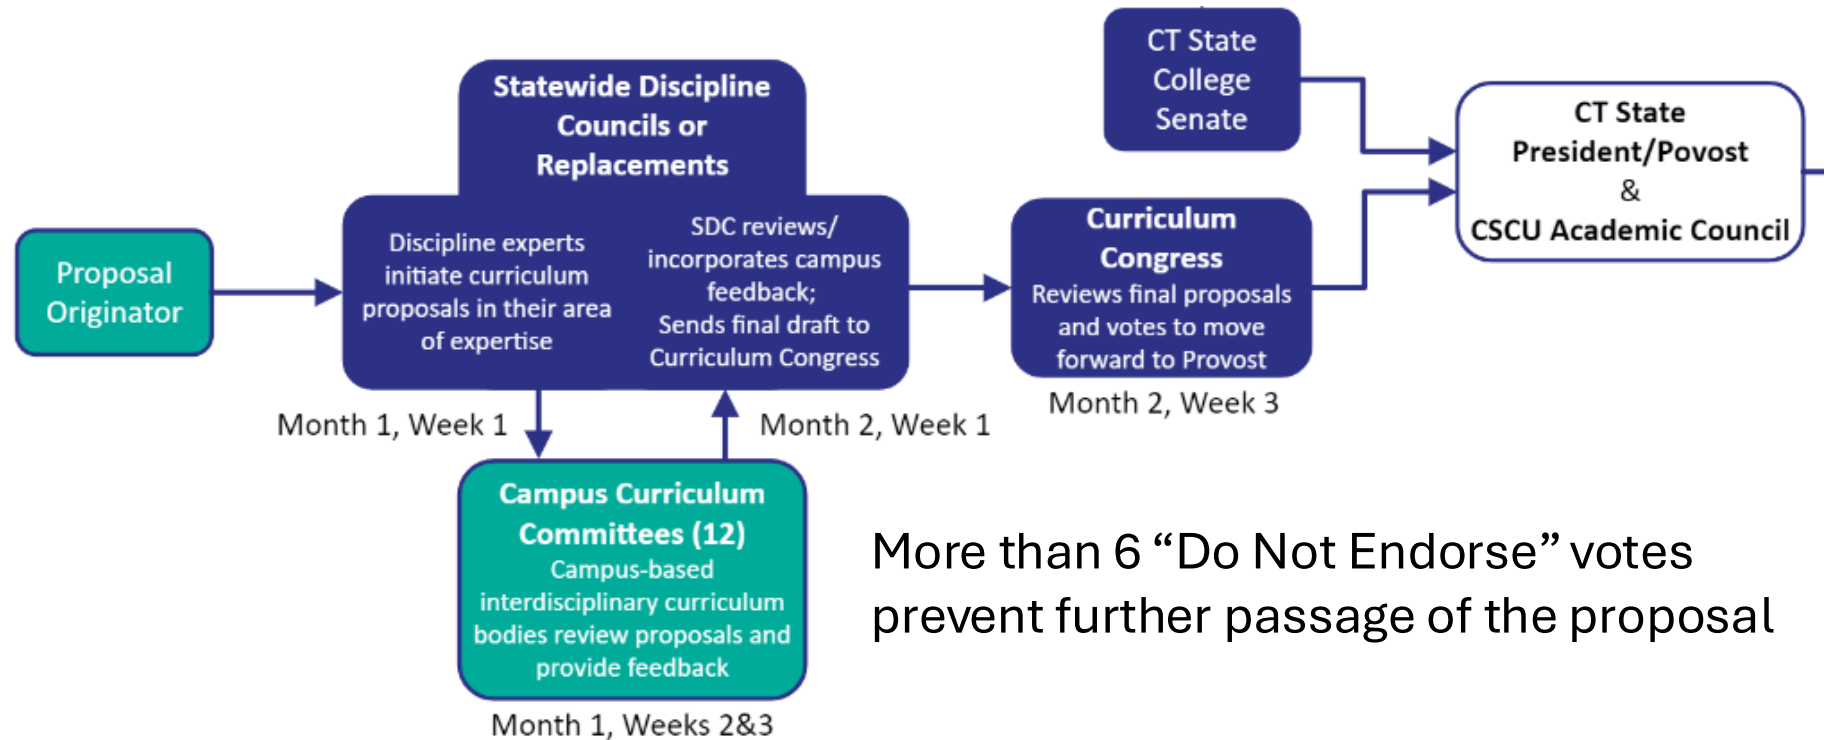 Proposal
Originator
Statewide Discipline
Councils or
Replacements
Discipline experts
initiate curriculum
proposals in their area
of expertise
SDC reviews/
incorporates campus
feedback;
Sends final draft to
Curriculum Congress
Month 1, Week 1
Month 2, Week 1
Campus Curriculum
Committees (12)
Campus-based
interdisciplinary curriculum
bodies review proposals and
provide feedback
Month 1, Weeks 2&3
Curriculum
Congress
Reviews final proposals
and votes to move
forward to Provost
Month 2, Week 3
CT State
College
Senate
CT State
President/Povost
&
CSCU Academic Council
More than 6 “Do Not Endorse” votes
prevent further passage of the proposal